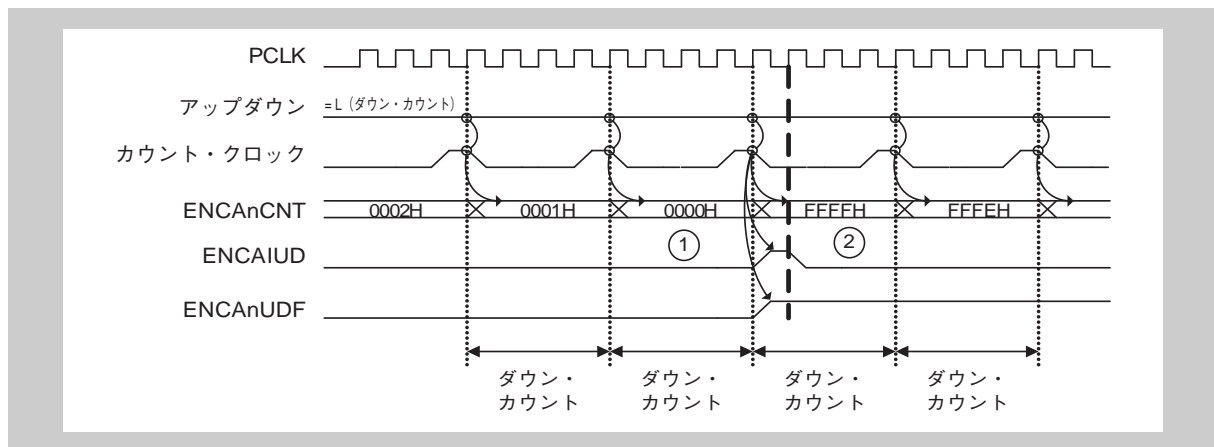 PCLK
アップダウン =L (ダウン・カウント)
カウント・クロック
ENCAnCNT 0002H 0001H 0000H FFFFH FFFEH
① ②
ENCAIUD
ENCAnUDF
ダウン・ ダウン・ ダウン・ ダウン・
カウント カウント カウント カウント